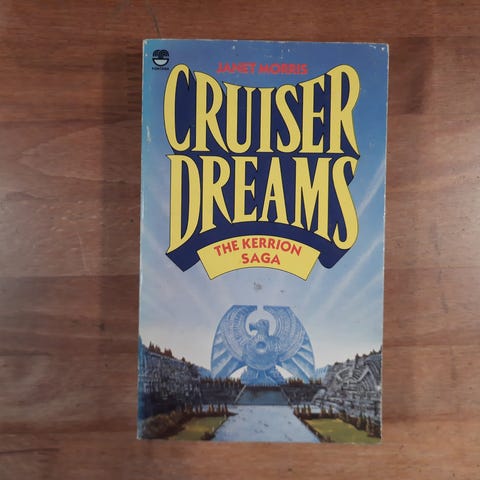 JANET MORRIS
CRUISER
DREAMS
THE KERRION
SAGA